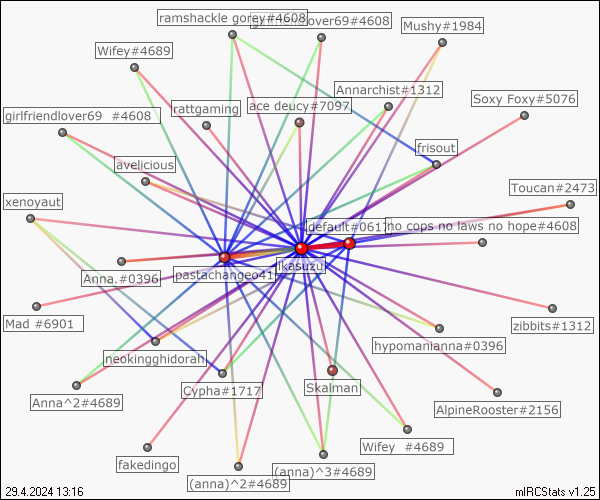 ramshackle gorey#4608
girlfriendlover69#4608
Mushy#1984
Wifey#4689
Annarchist#1312
Soxy Foxy#5076
rattgaming
ace deucy#7097
girlfriendlover69 #4608
frisout
avelicious
Toucan#2473
xenoyaut
default#0617
no cops no laws no hope#4608
Anna.#0396
pastachangeo41
ikasuzu
Mad #6901
zibbits#1312
neokingghidorah
hypomanianna#0396
Cypha#1717
Skalman
Anna^2#4689
AlpineRooster#2156
Wifey #4689
fakedingo
(anna)^2#4689
(anna)^3#4689
29.4.2024 13:16
mIRCStats v1.25